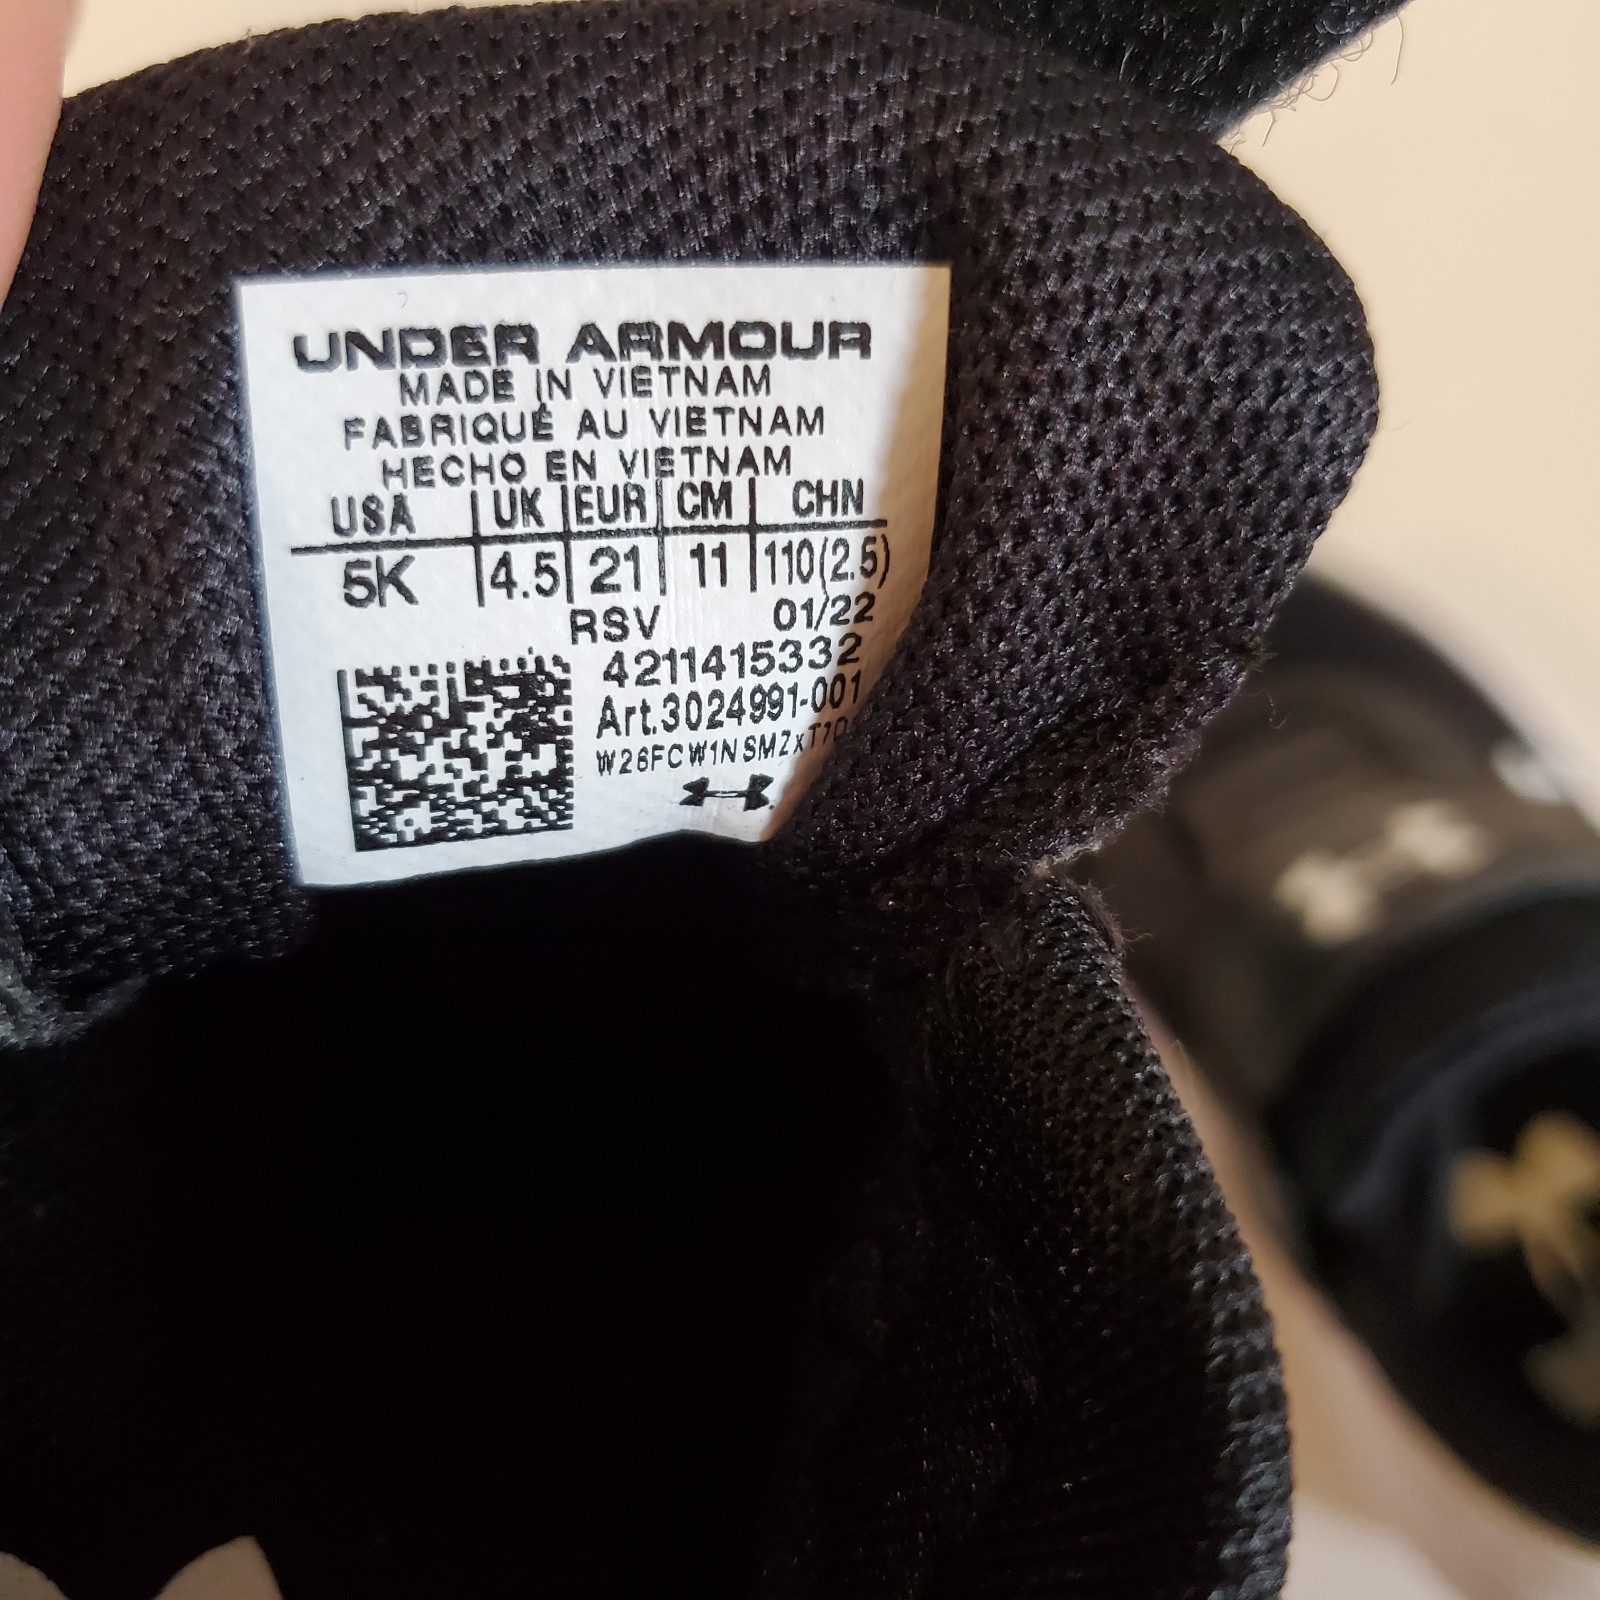 UNDER ARMOUR
MADE IN VIETNAM
FABRIQUÉ AU VIETNAM
HECHO EN VIETNAM
USA UK EUR CM CHN
5K 4.5 21 11 110(2.5)
RSV 01/22
4211415332
Art.3024991-001